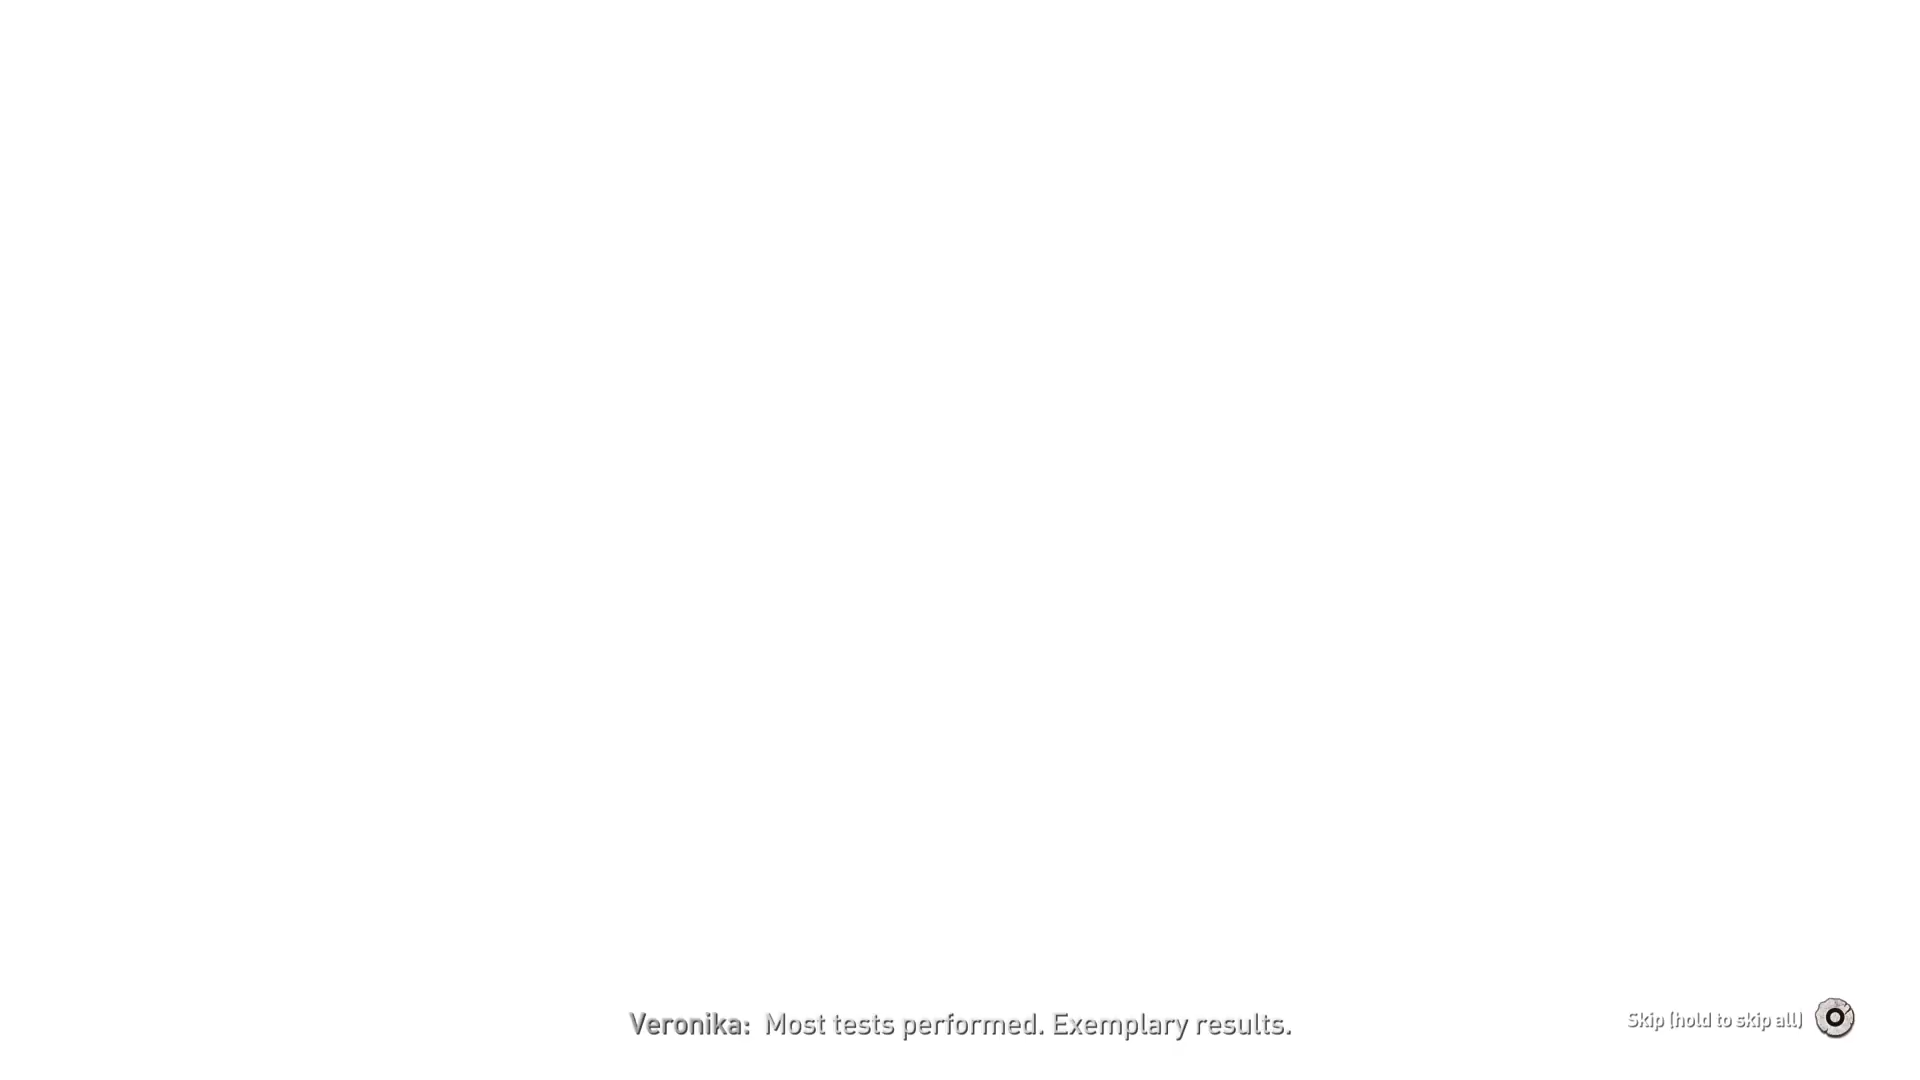 Veronika: Most tests performed. Exemplary results.
Skip (hold to skip all)